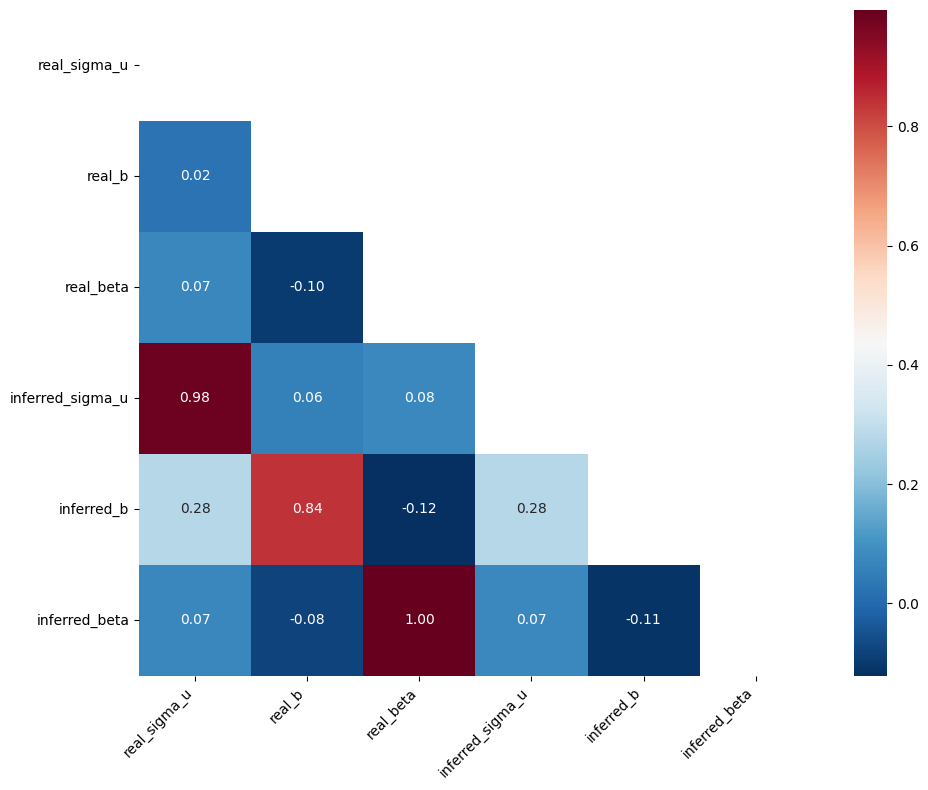 real_sigma_u
real_b
0.02
real_beta
0.07 -0.10
inferred_sigma_u
0.98 0.06 0.08
inferred_b
0.28 0.84 -0.12 0.28
inferred_beta
0.07 -0.08 1.00 0.07 -0.11
real_sigma_u
real_b
real_beta
inferred_sigma_u
inferred_b
inferred_beta
0.8
0.6
0.4
0.2
0.0